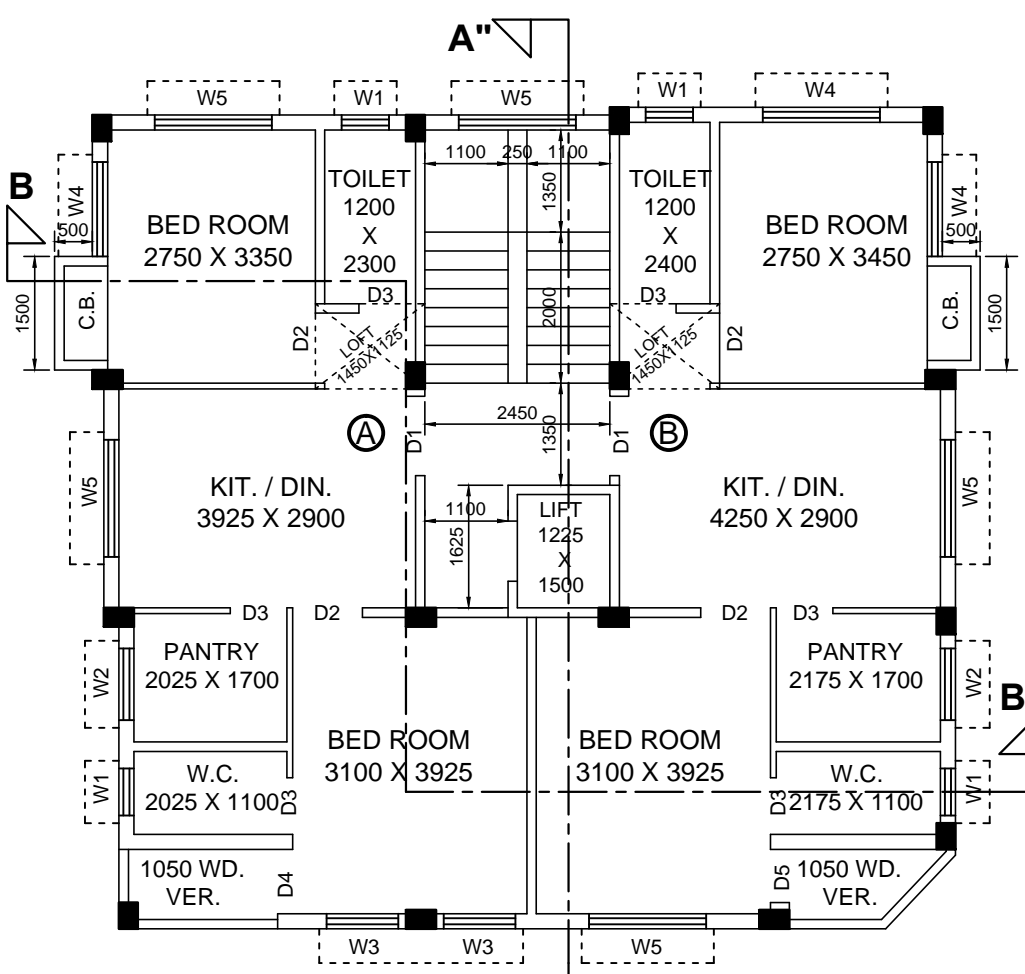 A"
W5
W1
W5
W1
W4
1100
250
1100
B
W4
500
BED ROOM
2750 X 3350
TOILET
1200
X
2300
1350
TOILET
1200
X
2400
BED ROOM
2750 X 3450
W4
500
1500
C.B.
D3
D2
LOFT
1450X1125
2000
D3
LOFT
1450X1125
D2
C.B.
1500
A
D1
2450
1350
D1
B
W5
KIT. / DIN.
3925 X 2900
1100
1625
LIFT
1225
X
1500
KIT. / DIN.
4250 X 2900
W5
D3
D2
D2
D3
W2
PANTRY
2025 X 1700
PANTRY
2175 X 1700
W2
B
BED ROOM
3100 X 3925
BED ROOM
3100 X 3925
W1
W.C.
2025 X 1100
D3
D3
W.C.
2175 X 1100
W1
1050 WD.
VER.
D4
D5
1050 WD.
VER.
W3
W3
W5